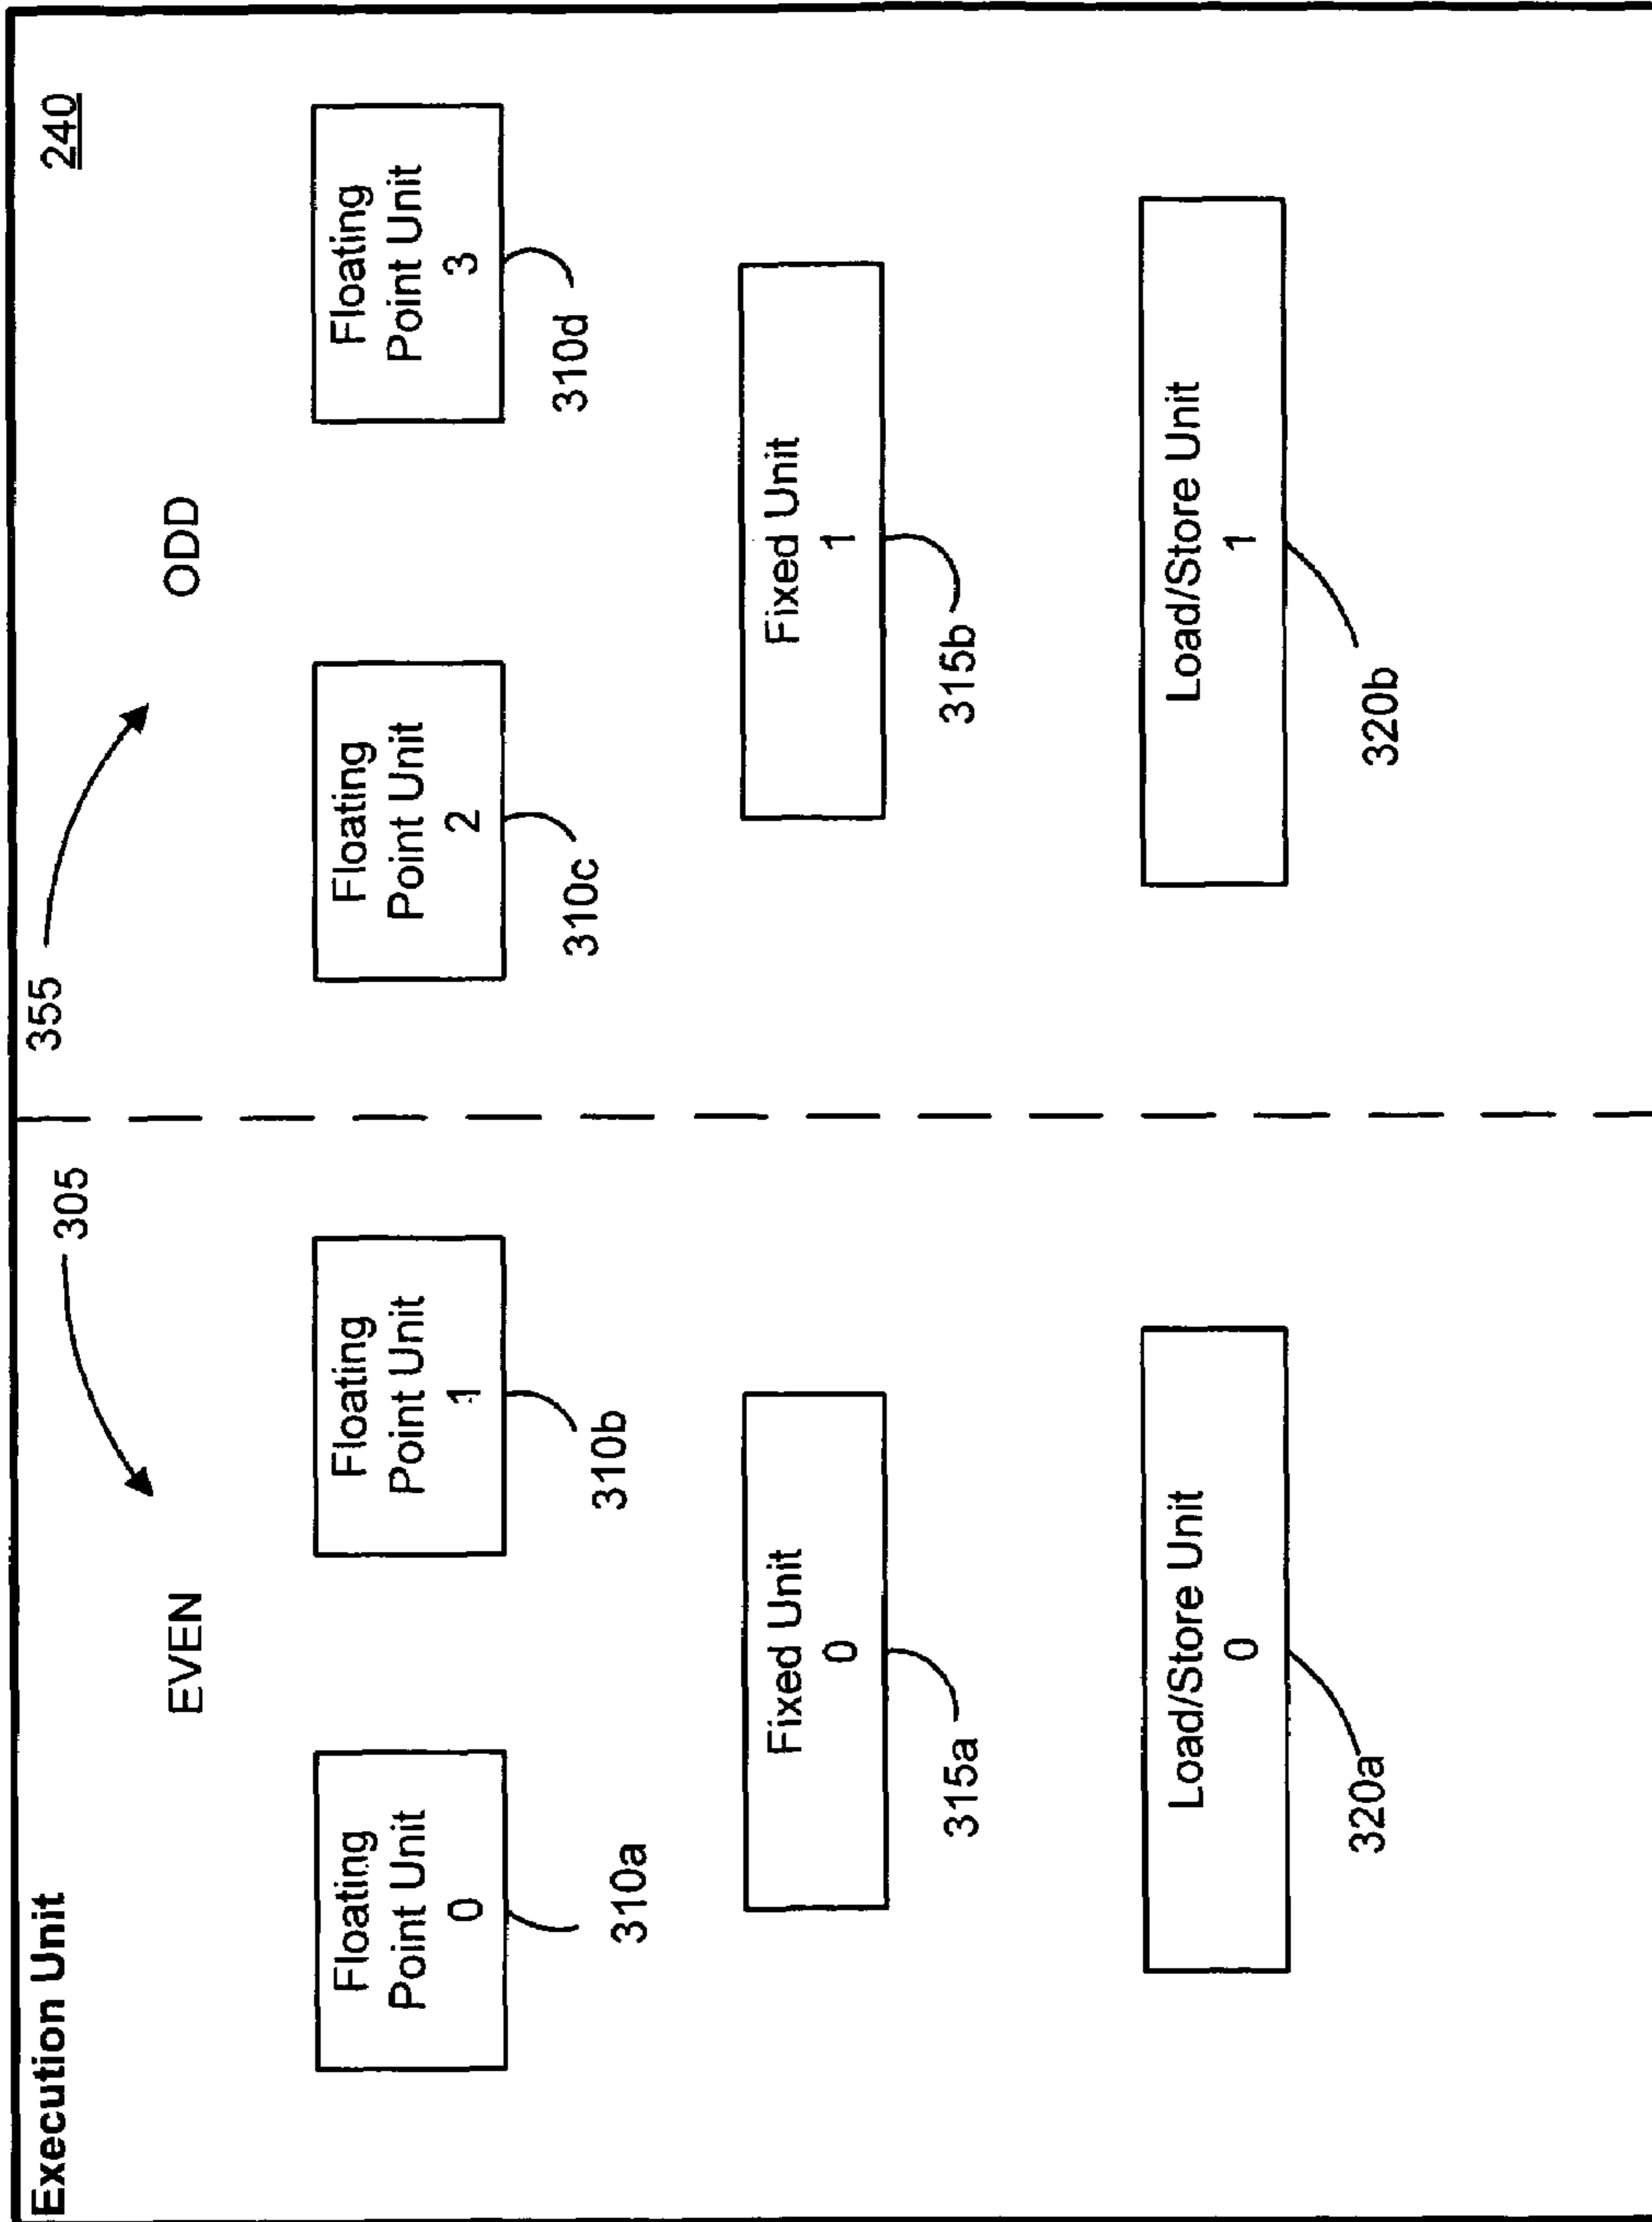 Execution Unit
240
305
355
EVEN
ODD
Floating
Point Unit
0
310a
Floating
Point Unit
1
310b
Floating
Point Unit
2
310c
Floating
Point Unit
3
310d
Fixed Unit
0
315a
Fixed Unit
1
315b
Load/Store Unit
0
320a
Load/Store Unit
1
320b